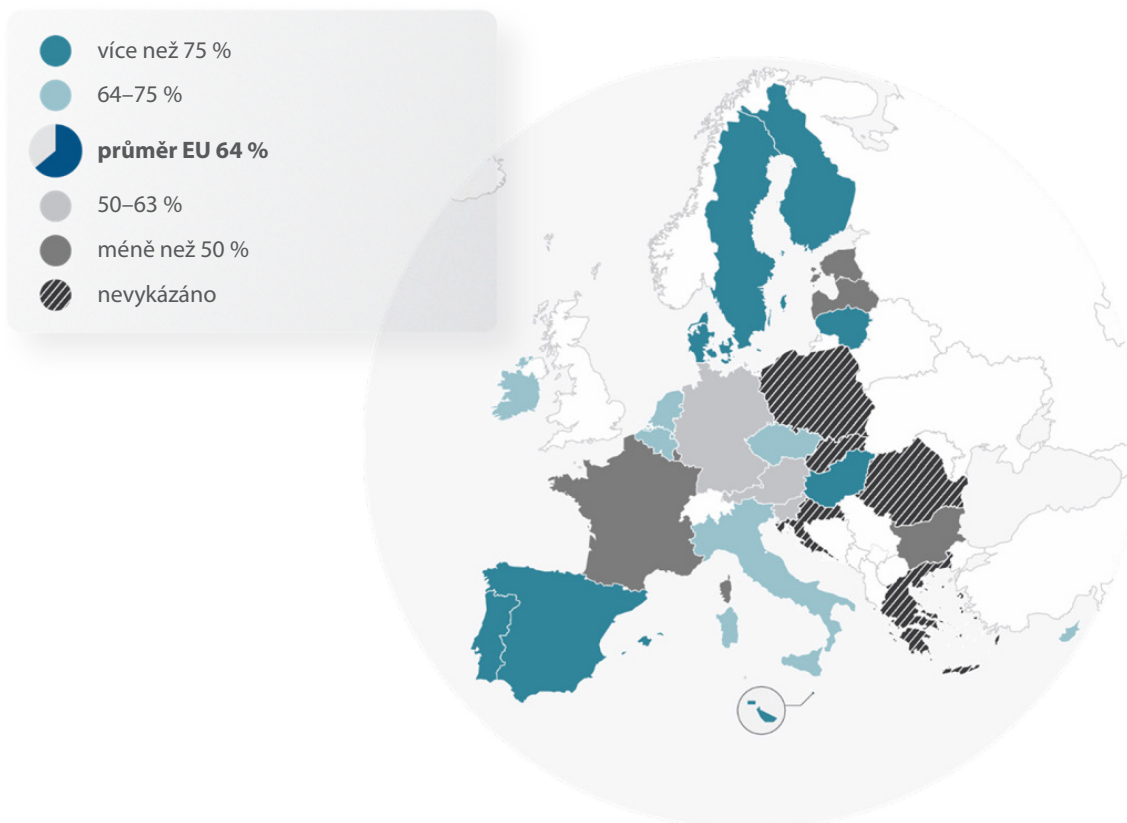 více než 75 %
64–75 %
průměr EU 64 %
50–63 %
méně než 50 %
nevykázáno